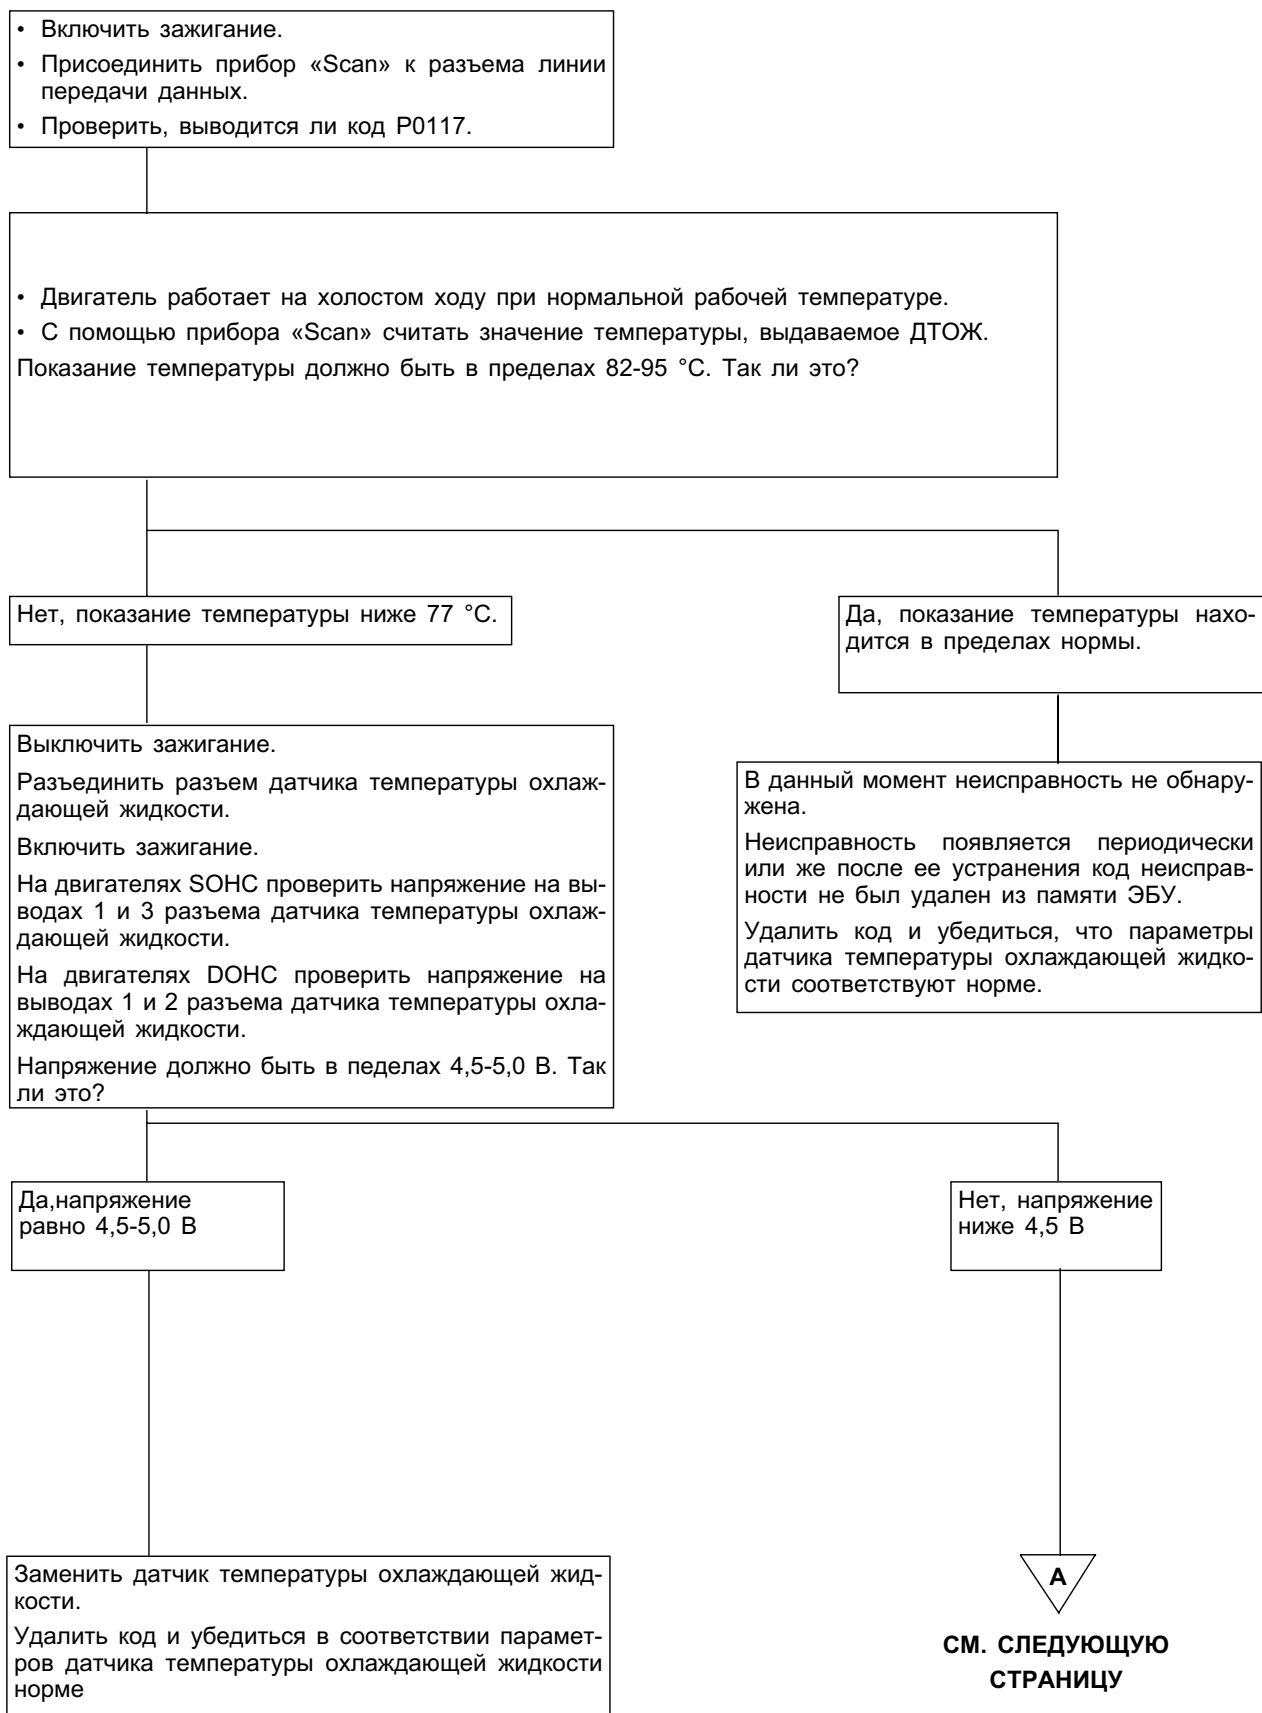 • Включить зажигание.
• Присоединить прибор «Scan» к разъема линии
передачи данных.
• Проверить, выводится ли код P0117.
• Двигатель работает на холостом ходу при нормальной рабочей температуре.
• С помощью прибора «Scan» считать значение температуры, выдаваемое ДТОЖ.
Показание температуры должно быть в пределах 82-95 °C. Так ли это?
Нет, показание температуры ниже 77 °C.
Да, показание температуры нахо-
дится в пределах нормы.
Выключить зажигание.
Разъединить разъем датчика температуры охлаж-
дающей жидкости.
Включить зажигание.
На двигателях SOHC проверить напряжение на вы-
водах 1 и 3 разъема датчика температуры охлаж-
дающей жидкости.
На двигателях DOHC проверить напряжение на
выводах 1 и 2 разъема датчика температуры охла-
ждающей жидкости.
Напряжение должно быть в педелах 4,5-5,0 В. Так
ли это?
В данный момент неисправность не обнару-
жена.
Неисправность появляется периодически
или же после ее устранения код неисправ-
ности не был удален из памяти ЭБУ.
Удалить код и убедиться, что параметры
датчика температуры охлаждающей жидко-
сти соответствуют норме.
Да,напряжение
равно 4,5-5,0 В
Нет, напряжение
ниже 4,5 В
Заменить датчик температуры охлаждающей жид-
кости.
Удалить код и убедиться в соответствии парамет-
ров датчика температуры охлаждающей жидкости
норме
А
СМ. СЛЕДУЮЩУЮ
СТРАНИЦУ